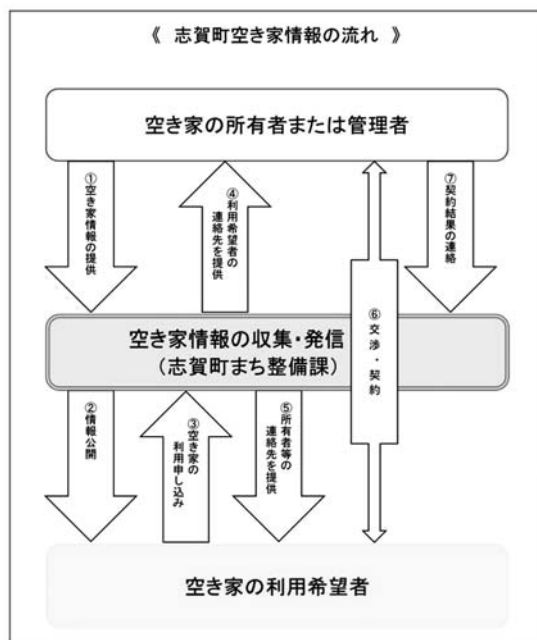 《 志賀町空き家情報の流れ 》
空き家の所有者または管理者
①空き家情報の提供
④利用希望者の
連絡先を提供
⑦契約結果の連絡
空き家情報の収集・発信
（志賀町まち整備課）
⑥交渉・契約
②情報公開
③空き家の
利用申し込み
⑤所有者等の
連絡先を提供
空き家の利用希望者